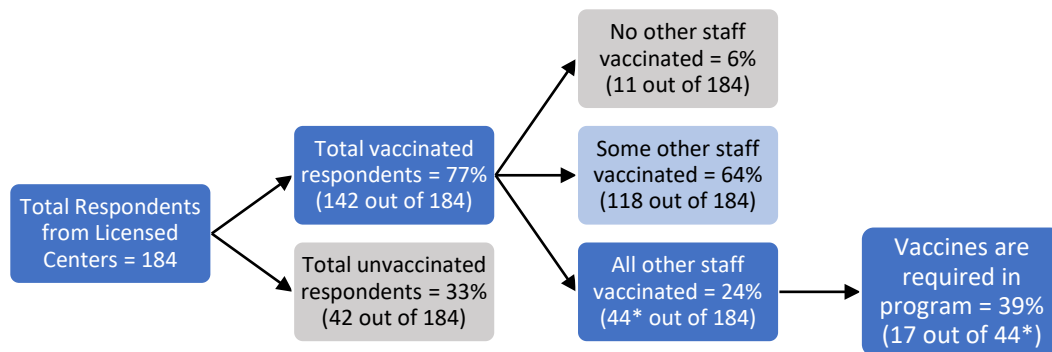 Total Respondents
from Licensed
Centers = 184
Total vaccinated
respondents = 77%
(142 out of 184)
Total unvaccinated
respondents = 33%
(42 out of 184)
No other staff
vaccinated = 6%
(11 out of 184)
Some other staff
vaccinated = 64%
(118 out of 184)
All other staff
vaccinated = 24%
(44* out of 184)
Vaccines are
required in
program = 39%
(17 out of 44*)